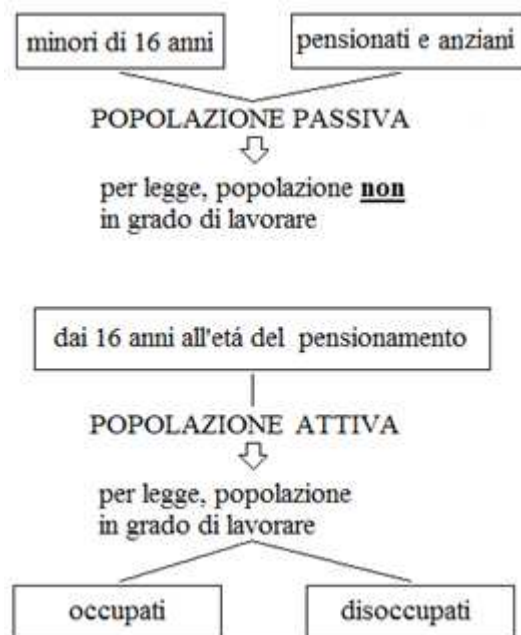 minori di 16 anni
pensionati e anziani
POPOLAZIONE PASSIVA
per legge, popolazione non
in grado di lavorare
dai 16 anni all'etá del pensionamento
POPOLAZIONE ATTIVA
per legge, popolazione
in grado di lavorare
occupati
disoccupati